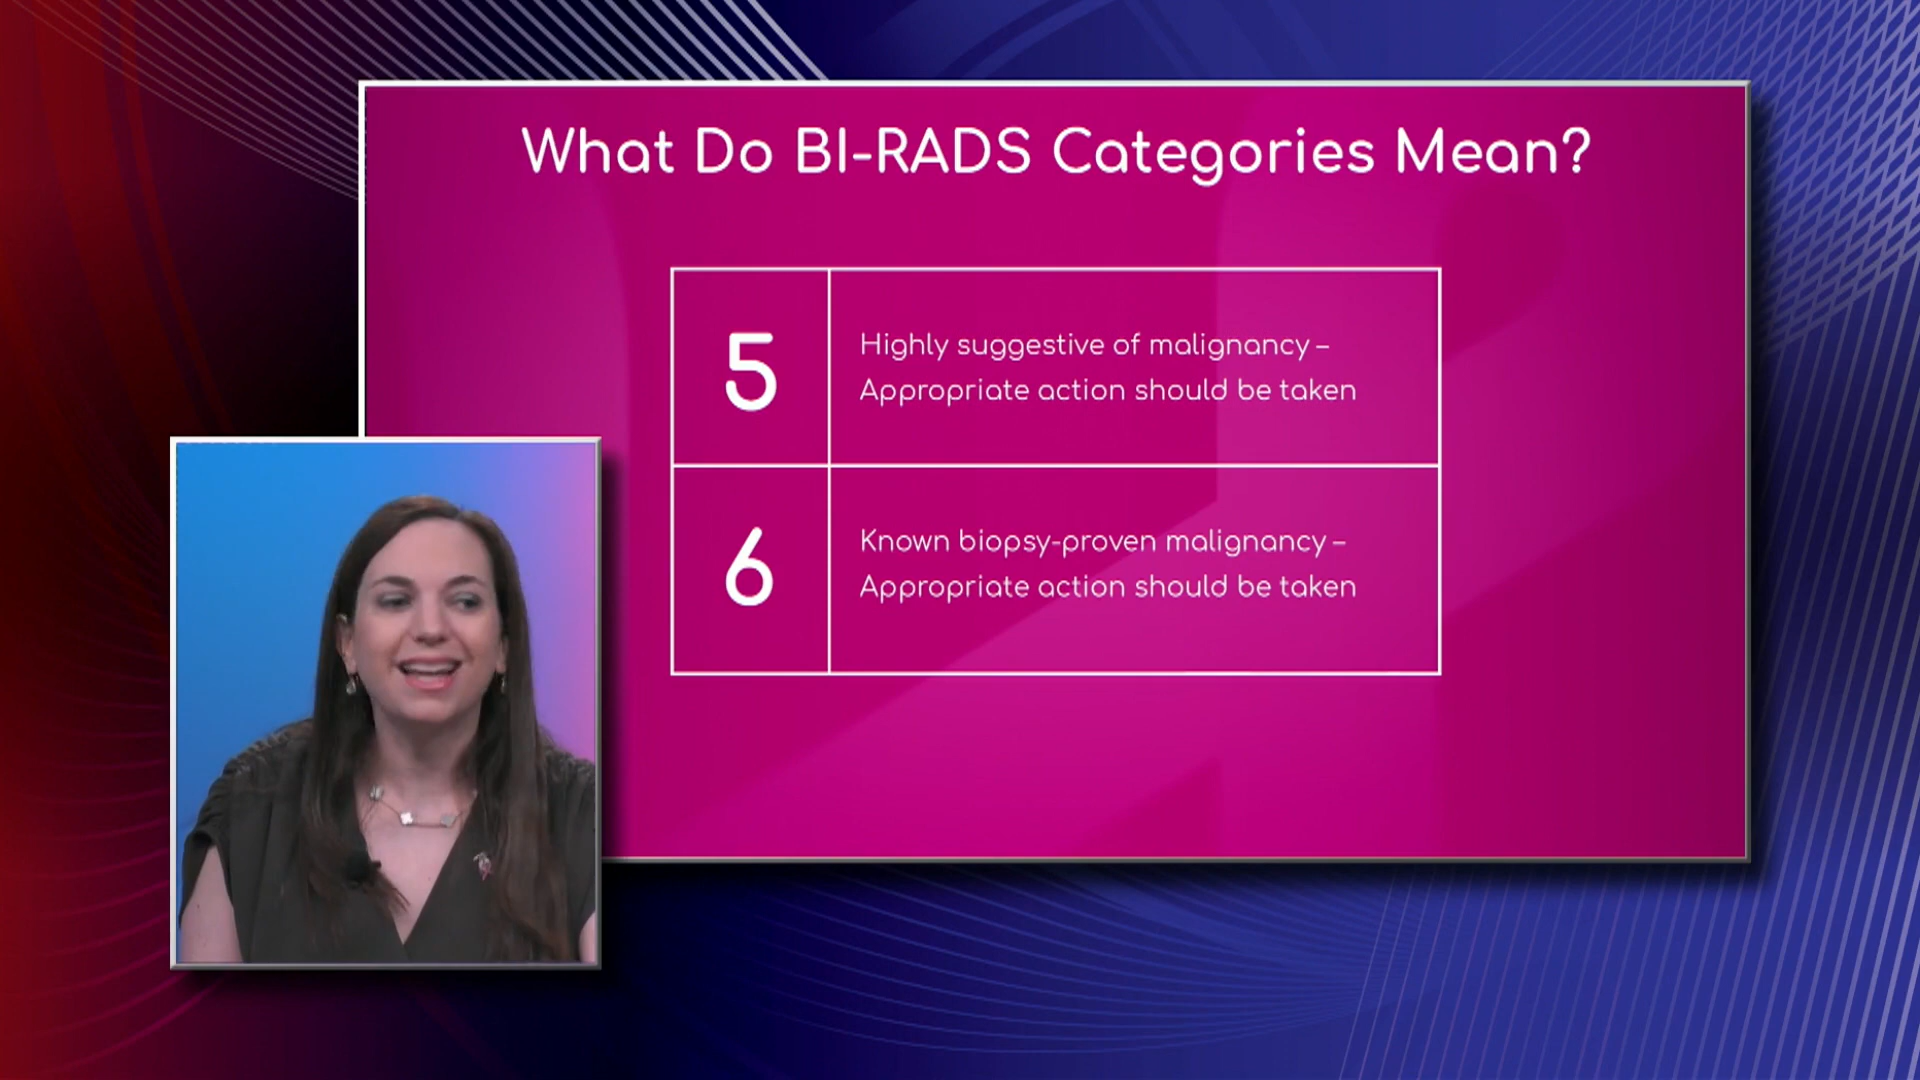 What Do BI-RADS Categories Mean?
5
Highly suggestive of malignancy –
Appropriate action should be taken
6
Known biopsy-proven malignancy –
Appropriate action should be taken